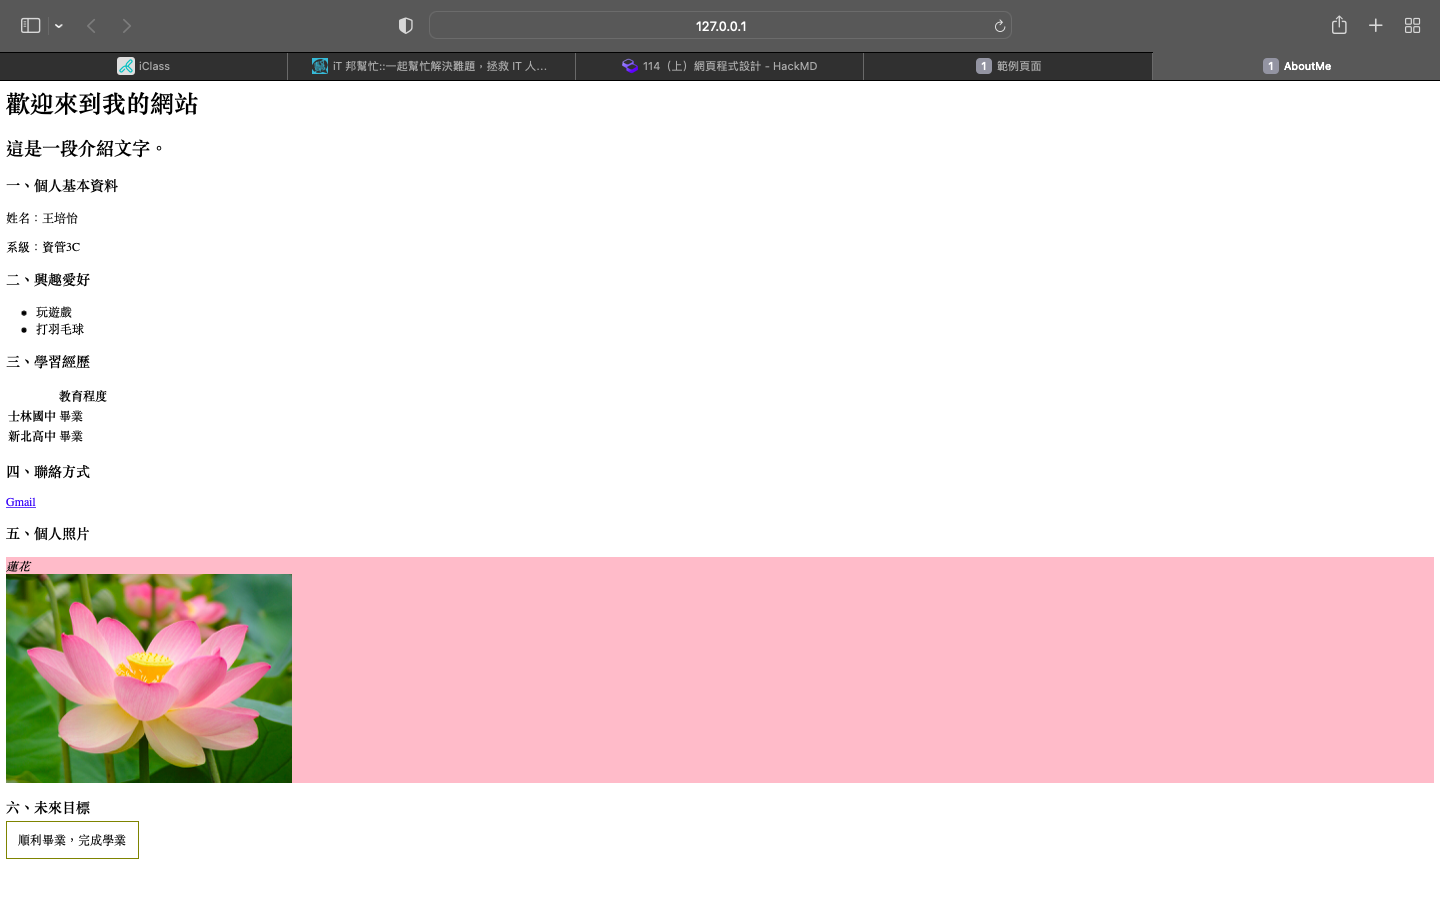 127.0.0.1
iClass
iT 邦幫忙::一起幫忙解決難題，拯救 IT 人...
114（上）網頁程式設計 - HackMD
1 範例頁面
1 AboutMe
歡迎來到我的網站
這是一段介紹文字。
一、個人基本資料
姓名：王培怡
系級：資管3C
二、興趣愛好
玩遊戲
打羽毛球
三、學習經歷
教育程度
士林國中 畢業
新北高中 畢業
四、聯絡方式
Gmail
五、個人照片
蓮花
六、未來目標
順利畢業，完成學業